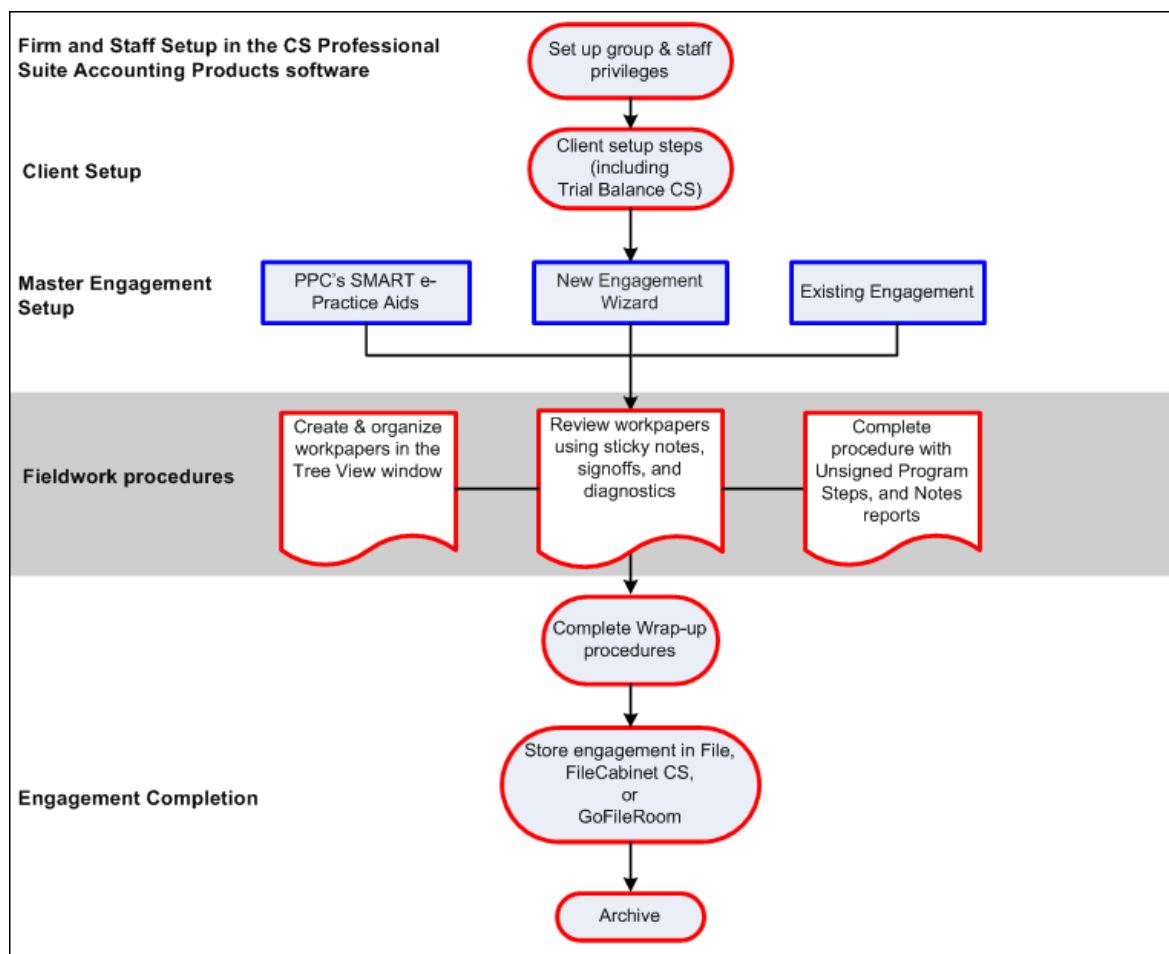 Firm and Staff Setup in the CS Professional
Suite Accounting Products software
Set up group & staff
privileges
Client Setup
Client setup steps
(including
Trial Balance CS)
Master Engagement
Setup
PPC's SMART e-
Practice Aids
New Engagement
Wizard
Existing Engagement
Fieldwork procedures
Create & organize
workpapers in the
Tree View window
Review workpapers
using sticky notes,
signoffs, and
diagnostics
Complete
procedure with
Unsigned Program
Steps, and Notes
reports
Complete Wrap-up
procedures
Engagement Completion
Store engagement in File,
FileCabinet CS,
or
GoFileRoom
Archive